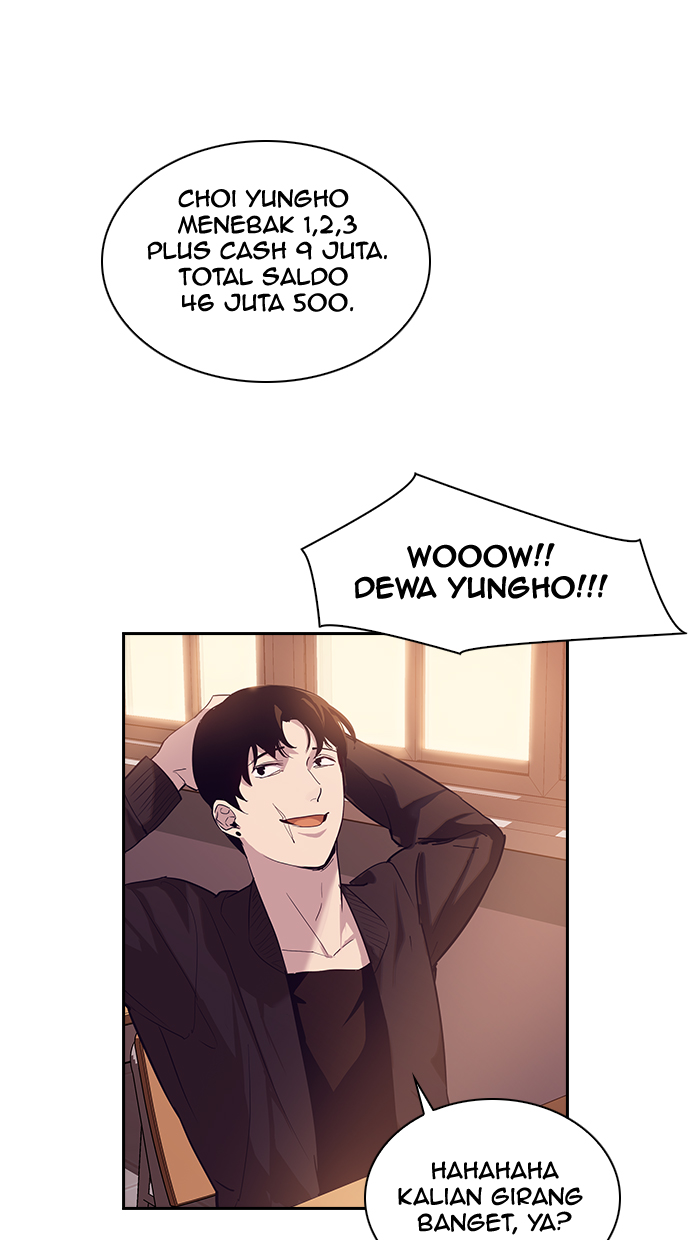 CHOI YUNGHO
MENEBAK 1,2,3
PLUS CASH 9 JUTA.
TOTAL SALDO
46 JUTA 500.
WOOOW!!
DEWA YUNGHO!!!
HAHAHAHA
KALIAN GIRANG
BANGET, YA?